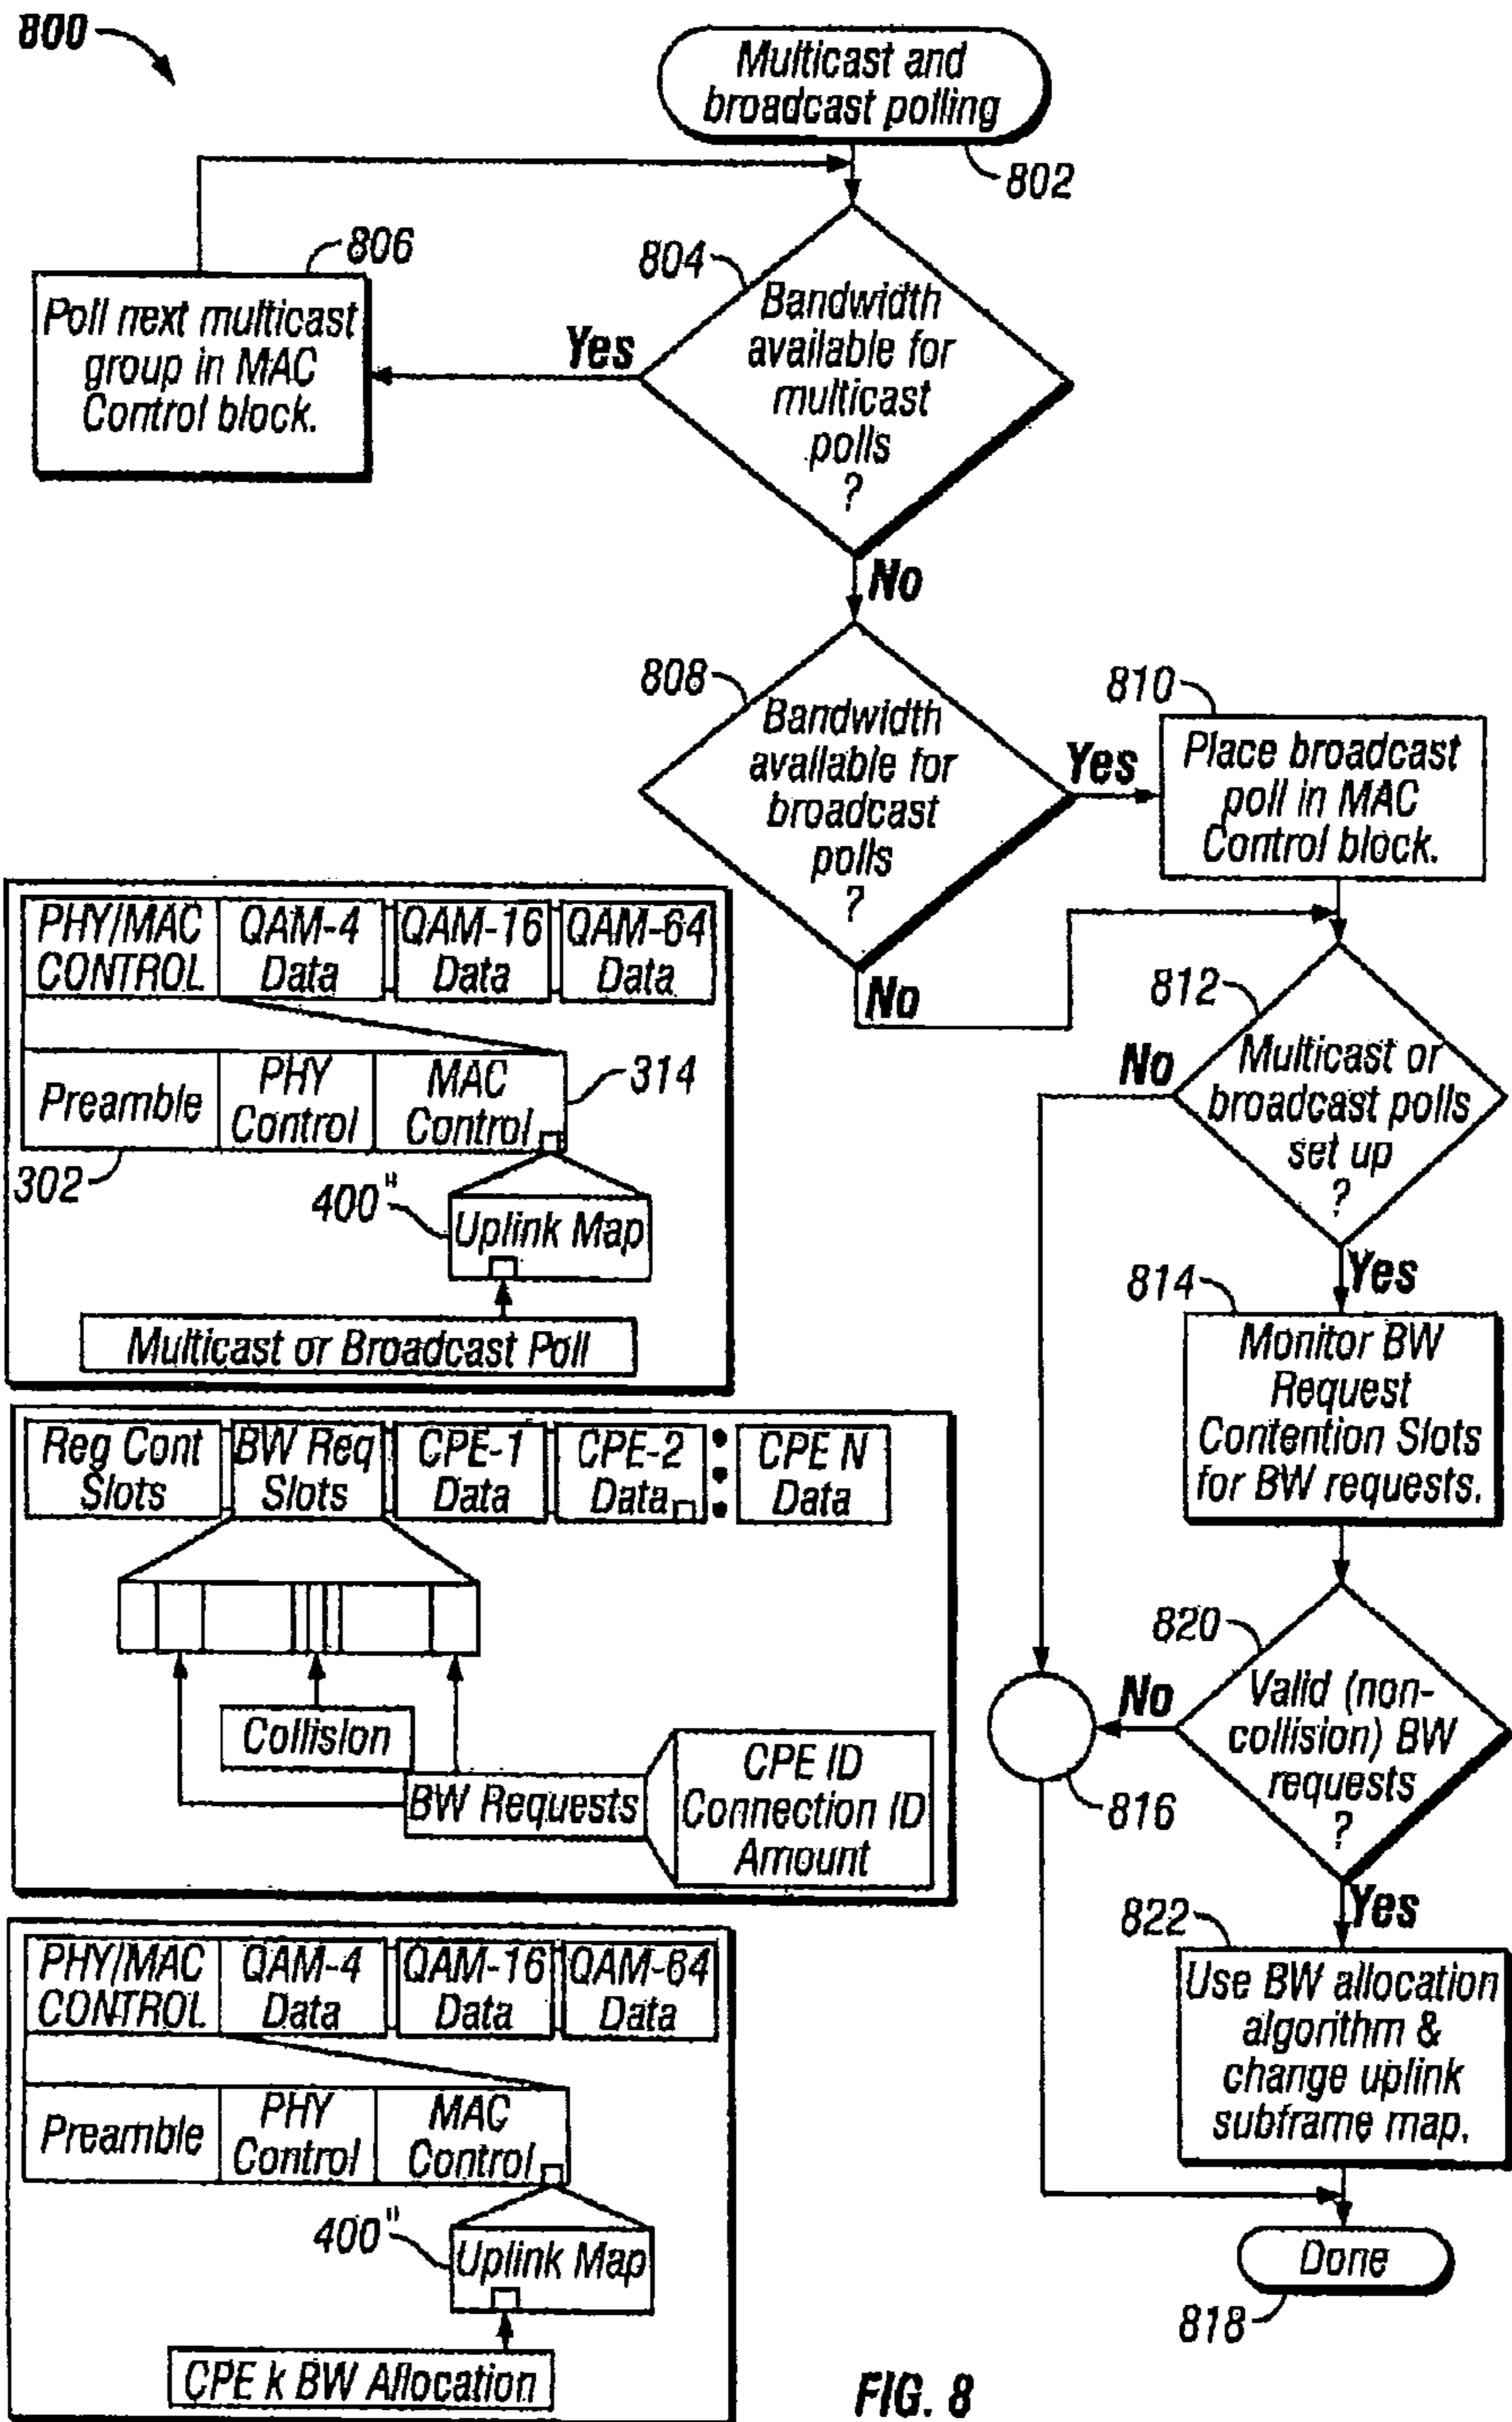 800
Multicast and
broadcast polling
802
806
Poll next multicast
group in MAC
Control block.
Yes
804
Bandwidth
available for
multicast
polls
?
No
808
Bandwidth
available for
broadcast
polls
?
Yes
No
810
Place broadcast
poll in MAC
Control block.
812
Multicast or
broadcast polls
set up
?
No
Yes
814
Monitor BW
Request
Contention Slots
for BW requests.
820
Valid (non-
collision) BW
requests
?
No
816
Yes
822
Use BW allocation
algorithm &
change uplink
subframe map.
Done
818
PHY/MAC
CONTROL
QAM-4
Data
QAM-16
Data
QAM-64
Data
Preamble
PHY
Control
MAC
Control
314
302
400"
Uplink Map
Multicast or Broadcast Poll
Reg Cont
Slots
BW Req
Slots
CPE-1
Data
CPE-2
Data
CPE N
Data
Collision
BW Requests
CPE ID
Connection ID
Amount
PHY/MAC
CONTROL
QAM-4
Data
QAM-16
Data
QAM-64
Data
Preamble
PHY
Control
MAC
Control
400"
Uplink Map
CPE k BW Allocation
FIG. 8